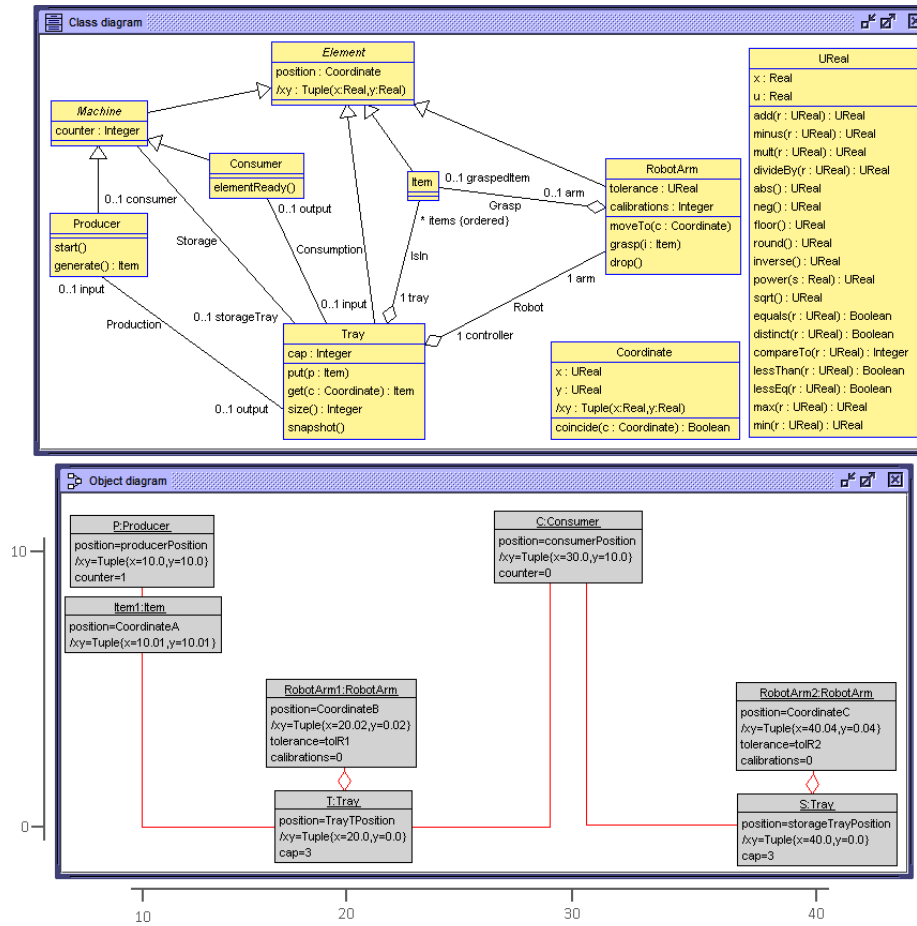 Class diagram
Element
position : Coordinate
/xy : Tuple(x:Real,y:Real)
Machine
counter : Integer
Consumer
elementReady()
Item
RobotArm
tolerance : UReal
calibrations : Integer
moveTo(c : Coordinate)
grasp(i : Item)
drop()
UReal
x : Real
u : Real
add(r : UReal) : UReal
minus(r : UReal) : UReal
mult(r : UReal) : UReal
divideBy(r : UReal) : UReal
abs() : UReal
neg() : UReal
floor() : UReal
round() : UReal
inverse() : UReal
power(s : Real) : UReal
sqrt() : UReal
equals(r : UReal) : Boolean
distinct(r : UReal) : Boolean
compareTo(r : UReal) : Integer
lessThan(r : UReal) : Boolean
lessEq(r : UReal) : Boolean
max(r : UReal) : UReal
min(r : UReal) : UReal
0..1 graspedItem
0..1 arm
Grasp
* items {ordered}
0..1 consumer
0..1 output
Producer
start()
generate() : Item
Storage
Consumption
IsIn
0..1 input
1 arm
Production
0..1 storageTray
0..1 input
1 tray
Robot
1 controller
Tray
cap : Integer
put(p : Item)
get(c : Coordinate) : Item
size() : Integer
snapshot()
0..1 output
Coordinate
x : UReal
y : UReal
/xy : Tuple(x:Real,y:Real)
coincide(c : Coordinate) : Boolean
Object diagram
10
P:Producer
position=producerPosition
/xy=Tuple{x=10.0,y=10.0}
counter=1
C:Consumer
position=consumerPosition
/xy=Tuple{x=30.0,y=10.0}
counter=0
Item1:Item
position=CoordinateA
/xy=Tuple{x=10.01,y=10.01}
RobotArm1:RobotArm
position=CoordinateB
/xy=Tuple{x=20.02,y=0.02}
tolerance=tolR1
calibrations=0
RobotArm2:RobotArm
position=CoordinateC
/xy=Tuple{x=40.04,y=0.04}
tolerance=tolR2
calibrations=0
0
T:Tray
position=TrayTPosition
/xy=Tuple{x=20.0,y=0.0}
cap=3
S:Tray
position=storageTrayPosition
/xy=Tuple{x=40.0,y=0.0}
cap=3
10
20
30
40